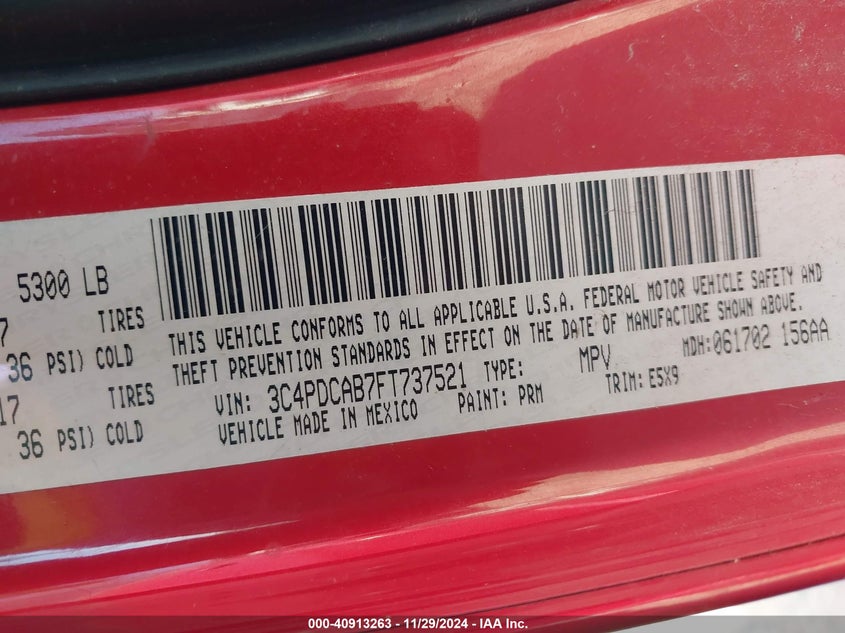 5300 LB
7 TIRES
36 PSI) COLD
17 TIRES
36 PSI) COLD
THIS VEHICLE CONFORMS TO ALL APPLICABLE U.S.A. FEDERAL MOTOR VEHICLE SAFETY AND
THEFT PREVENTION STANDARDS IN EFFECT ON THE DATE OF MANUFACTURE SHOWN ABOVE.
VIN: 3C4PDCAB7FT737521 TYPE: MPV MDH:061702 156AA
VEHICLE MADE IN MEXICO PAINT: PRM TRIM: E5X9
000-40913263 - 11/29/2024 - IAA Inc.